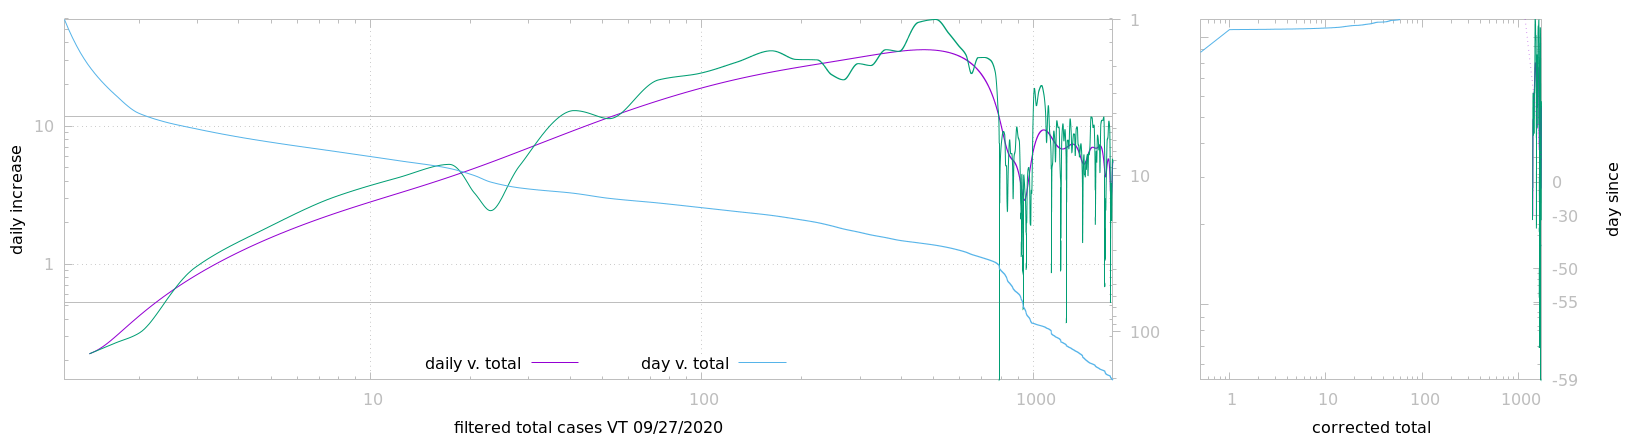 daily increase
10
1
daily v. total
day v. total
10
100
1000
1
10
100
filtered total cases VT 09/27/2020
0
-30
-50
-55
-59
day since
1
10
100
1000
corrected total